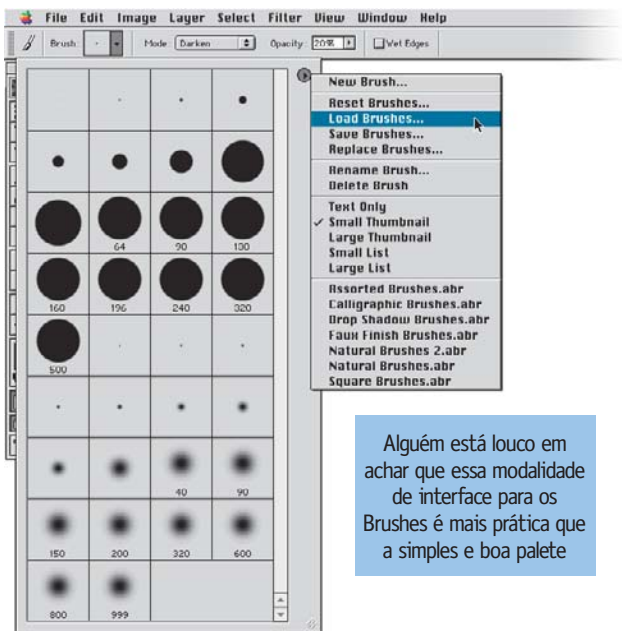 File Edit Image Layer Select Filter View Window Help
Brush: Mode: Darken Opacity: 20% Wet Edges
New Brush...
Reset Brushes...
Load Brushes...
Save Brushes...
Replace Brushes...
Rename Brush...
Delete Brush
Text Only
✓ Small Thumbnail
Large Thumbnail
Small List
Large List
Assorted Brushes.abr
Calligraphic Brushes.abr
Drop Shadow Brushes.abr
Faux Finish Brushes.abr
Natural Brushes 2.abr
Natural Brushes.abr
Square Brushes.abr
64 90 130
160 196 240 320
500
40 90
150 200 320 600
800 999
Alguém está louco em
achar que essa modalidade
de interface para os
Brushes é mais prática que
a simples e boa palete